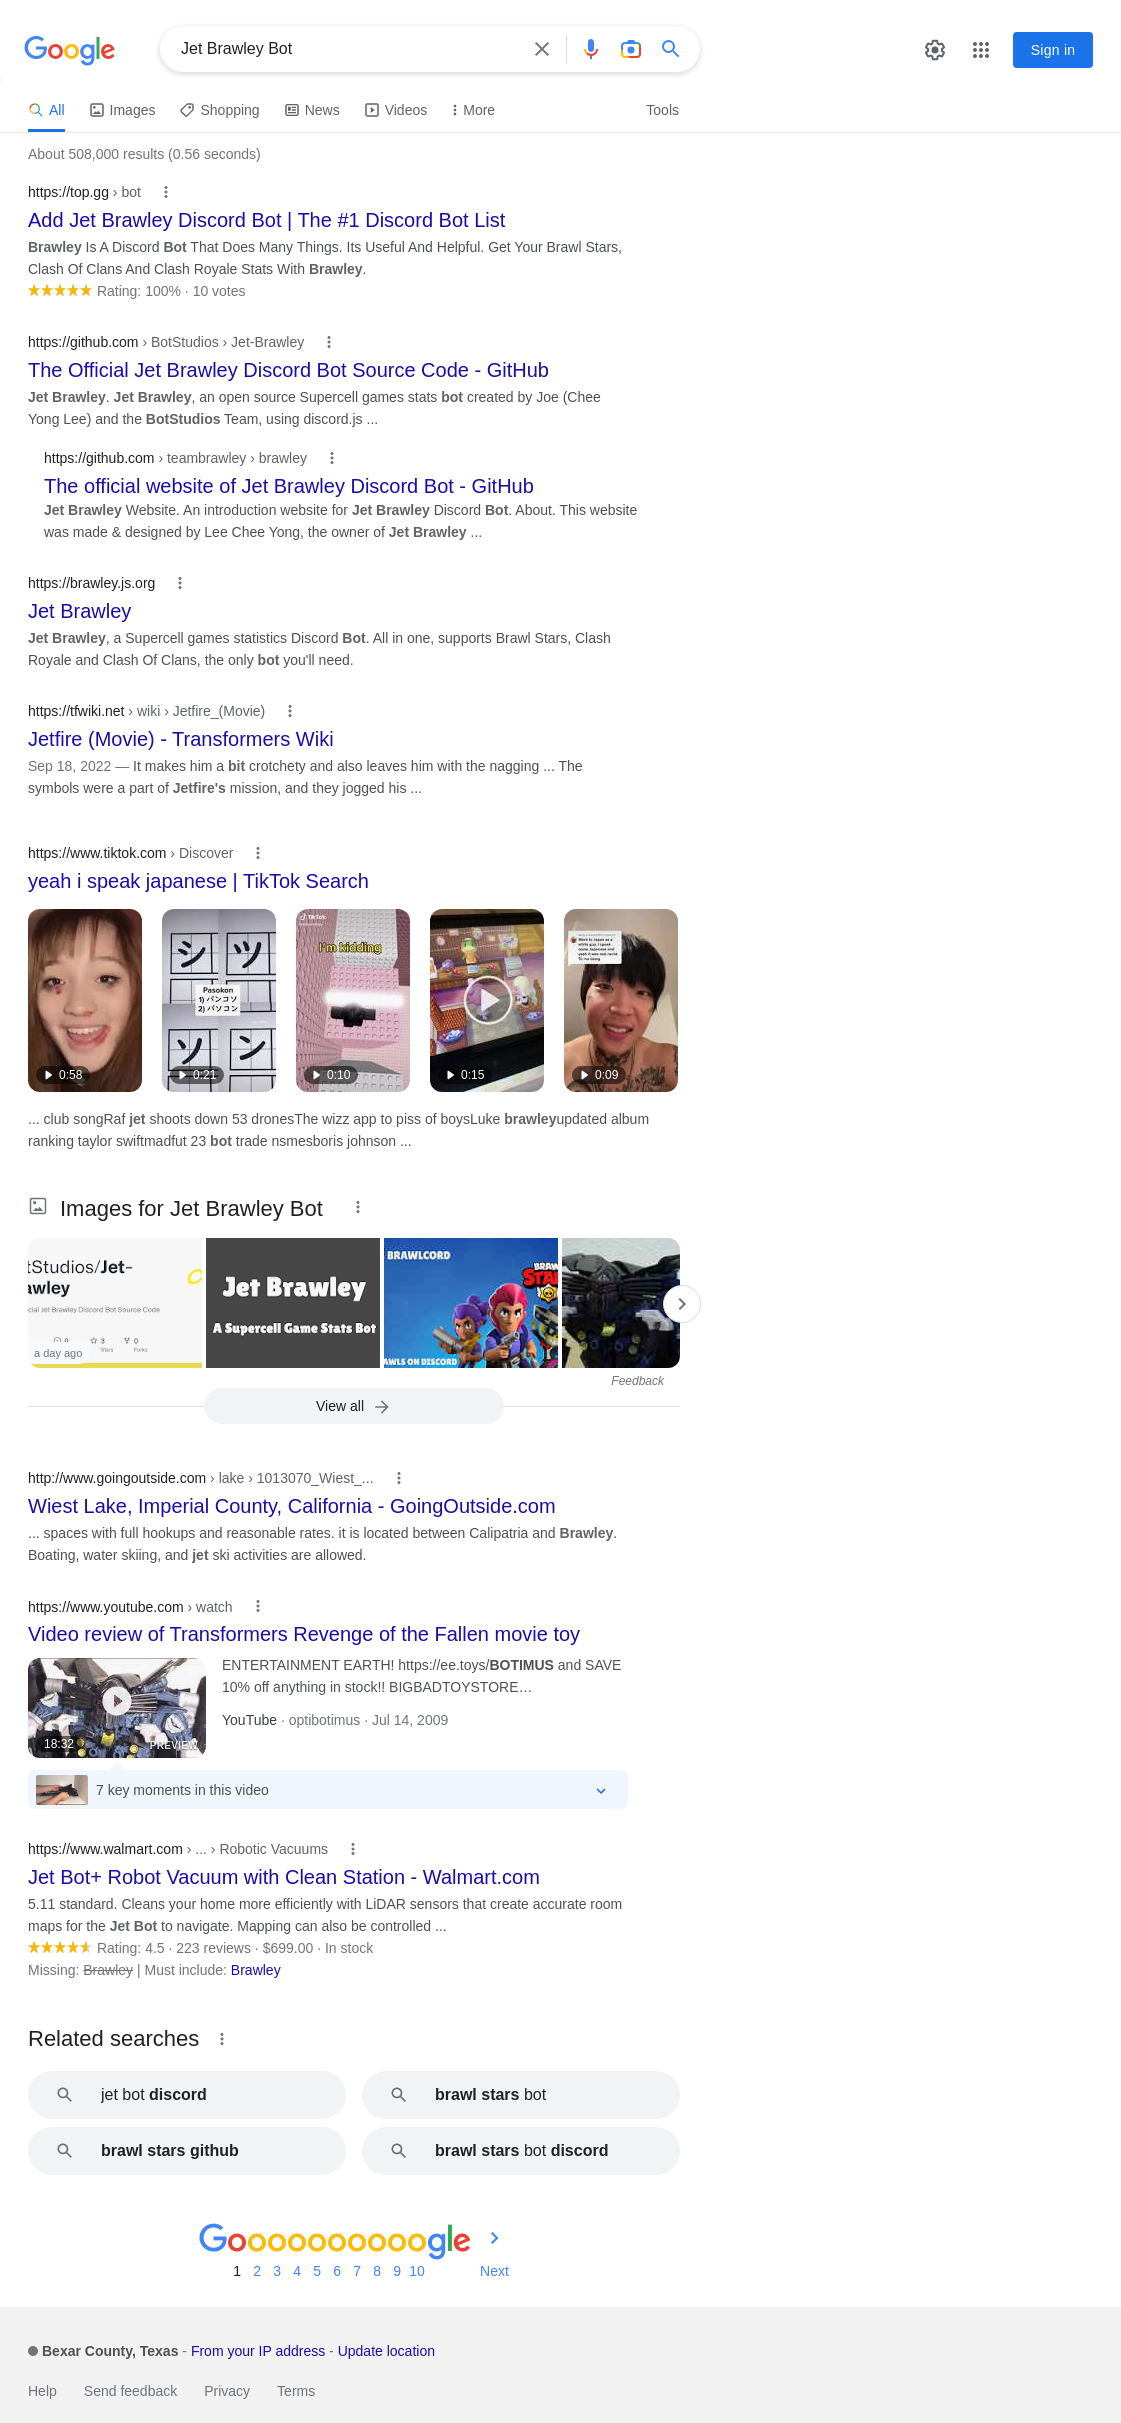 Google
Jet Brawley Bot
Sign in
All
Images
Shopping
News
Videos
More
Tools
About 508,000 results (0.56 seconds)
https://top.gg › bot
Add Jet Brawley Discord Bot | The #1 Discord Bot List
Brawley Is A Discord Bot That Does Many Things. Its Useful And Helpful. Get Your Brawl Stars,
Clash Of Clans And Clash Royale Stats With Brawley.
Rating: 100% · 10 votes
https://github.com › BotStudios › Jet-Brawley
The Official Jet Brawley Discord Bot Source Code - GitHub
Jet Brawley. Jet Brawley, an open source Supercell games stats bot created by Joe (Chee
Yong Lee) and the BotStudios Team, using discord.js ...
https://github.com › teambrawley › brawley
The official website of Jet Brawley Discord Bot - GitHub
Jet Brawley Website. An introduction website for Jet Brawley Discord Bot. About. This website
was made & designed by Lee Chee Yong, the owner of Jet Brawley ...
https://brawley.js.org
Jet Brawley
Jet Brawley, a Supercell games statistics Discord Bot. All in one, supports Brawl Stars, Clash
Royale and Clash Of Clans, the only bot you'll need.
https://tfwiki.net › wiki › Jetfire_(Movie)
Jetfire (Movie) - Transformers Wiki
Sep 18, 2022 — It makes him a bit crotchety and also leaves him with the nagging ... The
symbols were a part of Jetfire's mission, and they jogged his ...
https://www.tiktok.com › Discover
yeah i speak japanese | TikTok Search
0:58
シ ツ
Pasokon
1) パンコソ
2) パソコン
ソ ン
0:21
TikTok
I'm kidding
0:10
0:15
0:09
... club songRaf jet shoots down 53 dronesThe wizz app to piss of boysLuke brawleyupdated album
ranking taylor swiftmadfut 23 bot trade nsmesboris johnson ...
Images for Jet Brawley Bot
tStudios/Jet-
awley
cial Jet Brawley Discord Bot Source Code
0 3 0
Stars Forks
a day ago
Jet Brawley
A Supercell Game Stats Bot
BRAWLCORD
BRAW
STA
AWLS ON DISCORD
Feedback
View all
http://www.goingoutside.com › lake › 1013070_Wiest_...
Wiest Lake, Imperial County, California - GoingOutside.com
... spaces with full hookups and reasonable rates. it is located between Calipatria and Brawley.
Boating, water skiing, and jet ski activities are allowed.
https://www.youtube.com › watch
Video review of Transformers Revenge of the Fallen movie toy
18:32
PREVIEW
ENTERTAINMENT EARTH! https://ee.toys/BOTIMUS and SAVE
10% off anything in stock!! BIGBADTOYSTORE…
YouTube · optibotimus · Jul 14, 2009
7 key moments in this video
https://www.walmart.com › ... › Robotic Vacuums
Jet Bot+ Robot Vacuum with Clean Station - Walmart.com
5.11 standard. Cleans your home more efficiently with LiDAR sensors that create accurate room
maps for the Jet Bot to navigate. Mapping can also be controlled ...
Rating: 4.5 · 223 reviews · $699.00 · In stock
Missing: Brawley | Must include: Brawley
Related searches
jet bot discord
brawl stars bot
brawl stars github
brawl stars bot discord
Goooooooooogle
1 2 3 4 5 6 7 8 9 10 Next
Bexar County, Texas - From your IP address - Update location
Help
Send feedback
Privacy
Terms